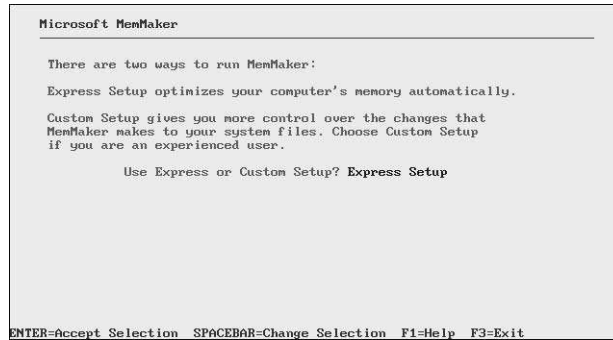 Microsoft MemMaker
There are two ways to run MemMaker:
Express Setup optimizes your computer's memory automatically.
Custom Setup gives you more control over the changes that
MemMaker makes to your system files. Choose Custom Setup
if you are an experienced user.
Use Express or Custom Setup? Express Setup
ENTER=Accept Selection  SPACEBAR=Change Selection  F1=Help  F3=Exit